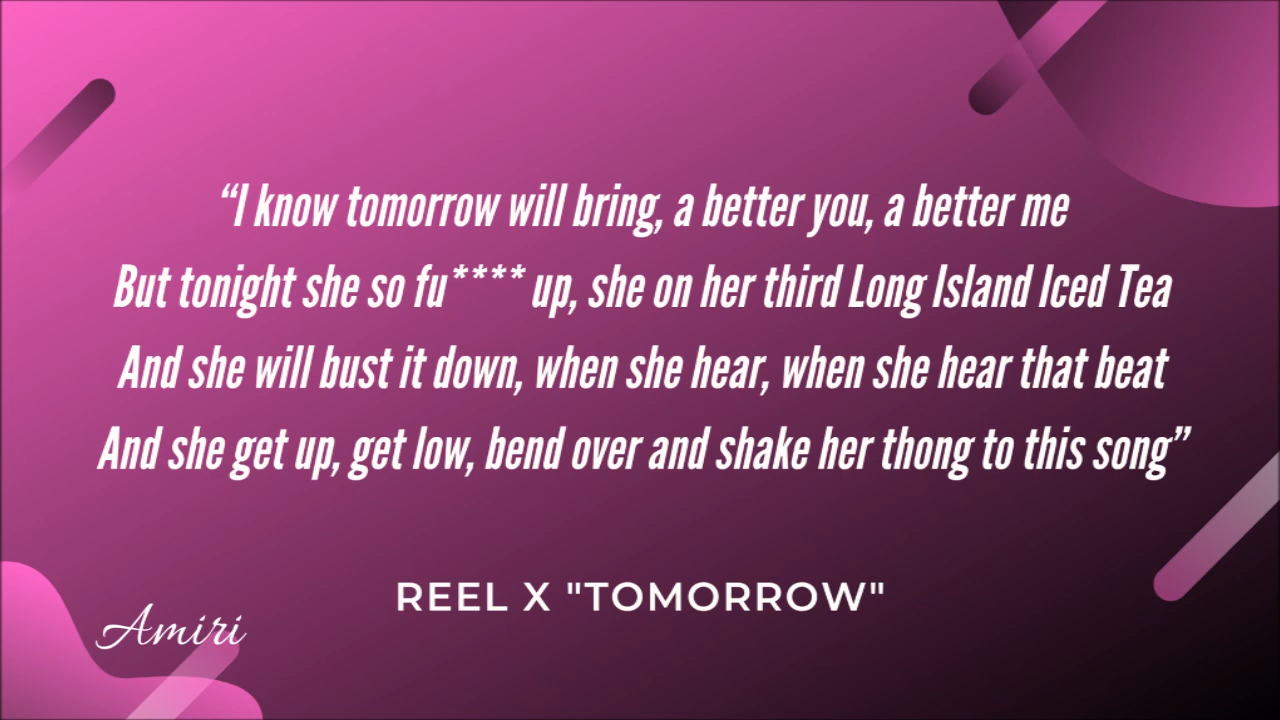 “I know tomorrow will bring, a better you, a better me
But tonight she so fu**** up, she on her third Long Island Iced Tea
And she will bust it down, when she hear, when she hear that beat
And she get up, get low, bend over and shake her thong to this song”
REEL X "TOMORROW"
Amiri